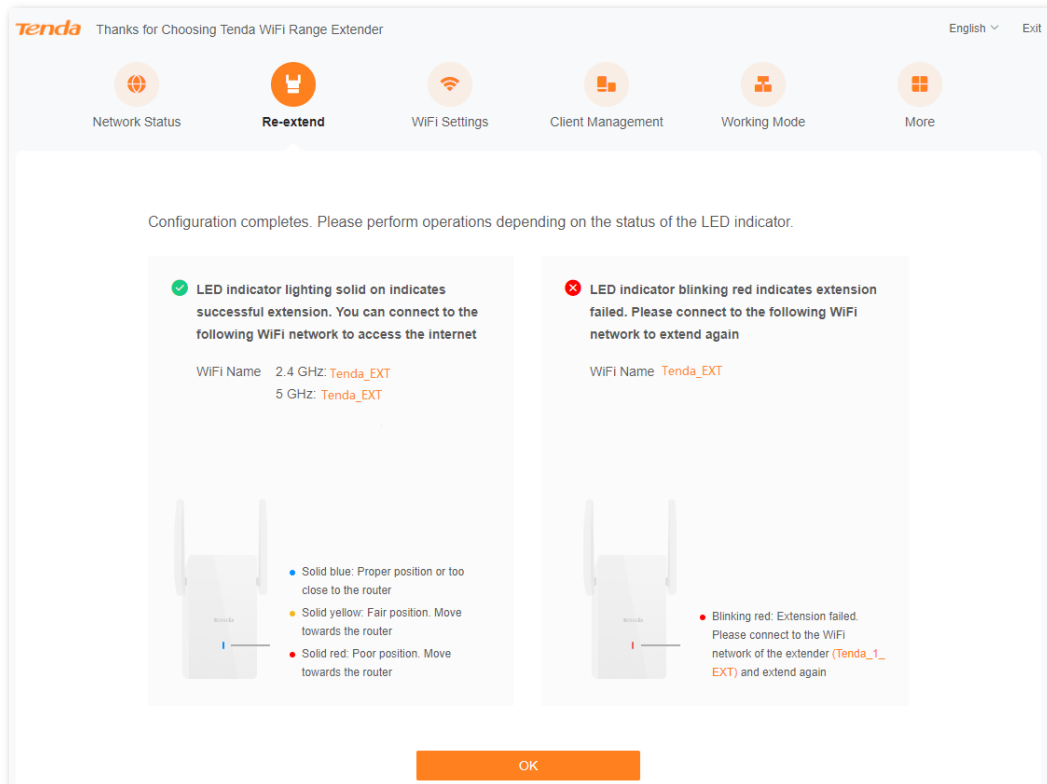 Tenda Thanks for Choosing Tenda WiFi Range Extender English Exit
Network Status Re-extend WiFi Settings Client Management Working Mode More
Configuration completes. Please perform operations depending on the status of the LED indicator.
LED indicator lighting solid on indicates
successful extension. You can connect to the
following WiFi network to access the internet
WiFi Name 2.4 GHz: Tenda_EXT
5 GHz: Tenda_EXT
Tenda
Solid blue: Proper position or too
close to the router
Solid yellow: Fair position. Move
towards the router
Solid red: Poor position. Move
towards the router
LED indicator blinking red indicates extension
failed. Please connect to the following WiFi
network to extend again
WiFi Name Tenda_EXT
Tenda
Blinking red: Extension failed.
Please connect to the WiFi
network of the extender (Tenda_1_
EXT) and extend again
OK